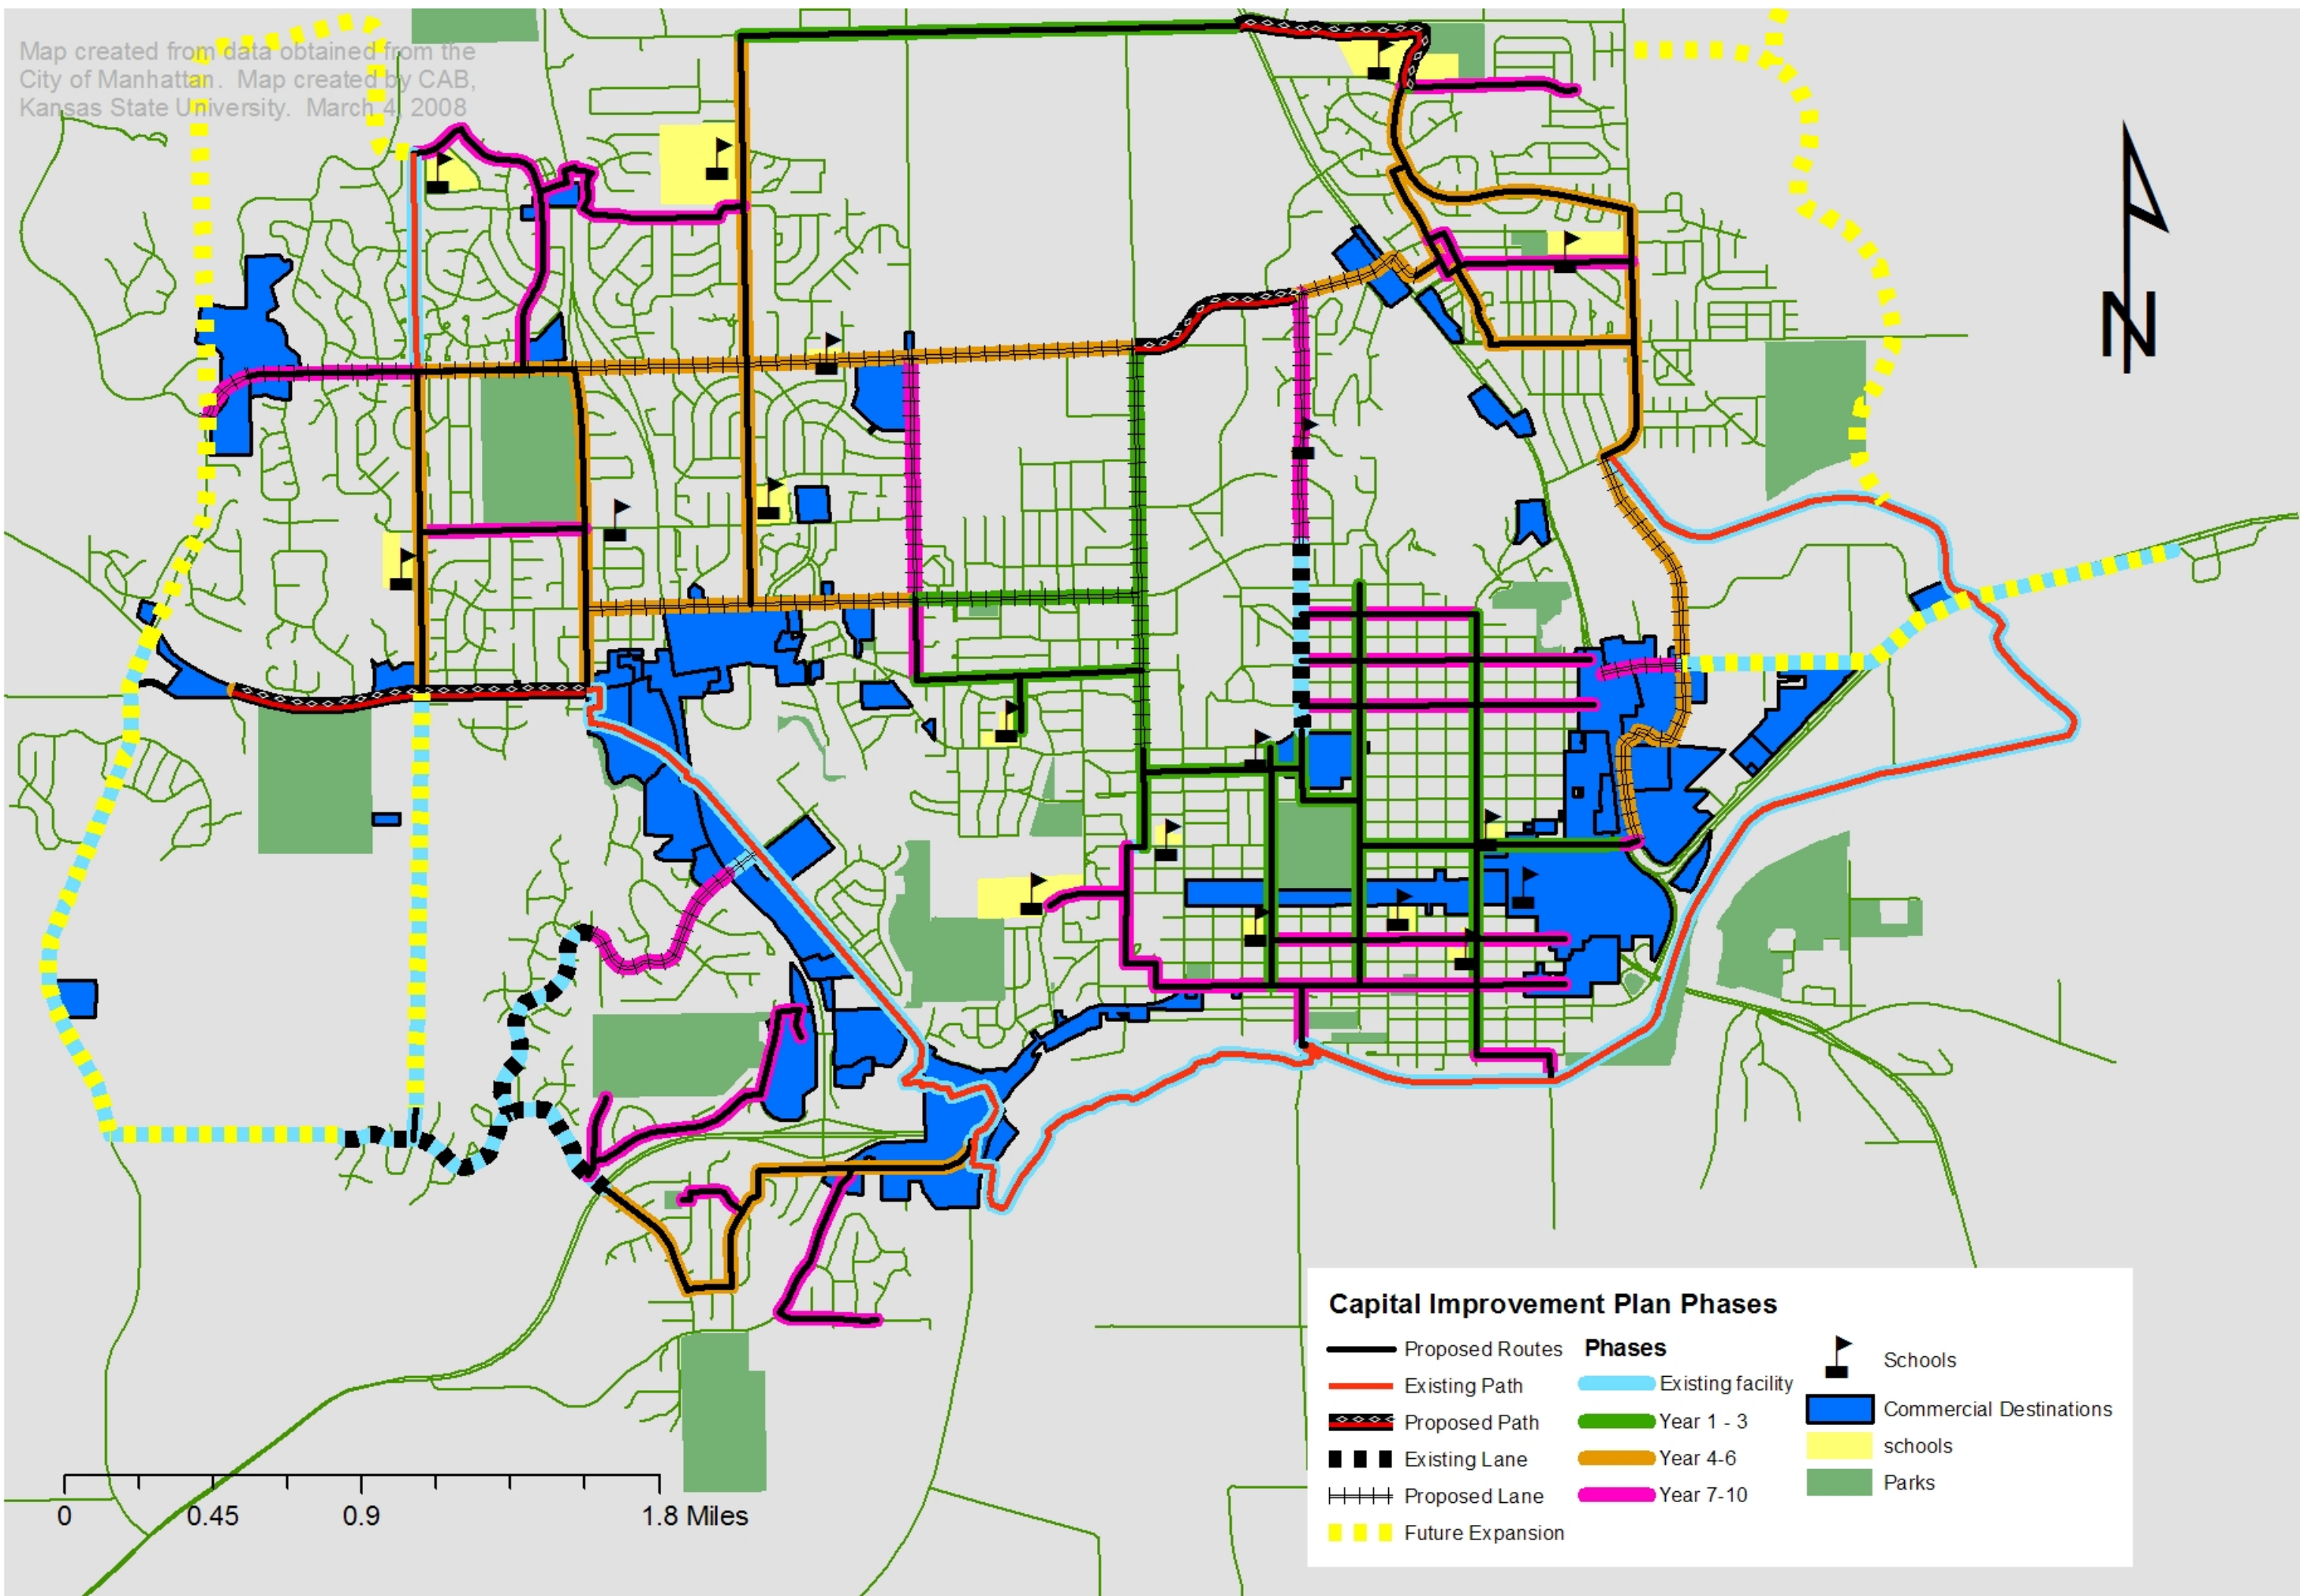 Map created from data obtained from the
City of Manhattan. Map created by CAB,
Kansas State University. March 4, 2008
N
Capital Improvement Plan Phases
Proposed Routes
Existing Path
Proposed Path
Existing Lane
Proposed Lane
Future Expansion
Phases
Existing facility
Year 1 - 3
Year 4-6
Year 7-10
Schools
Commercial Destinations
schools
Parks
0 0.45 0.9 1.8 Miles